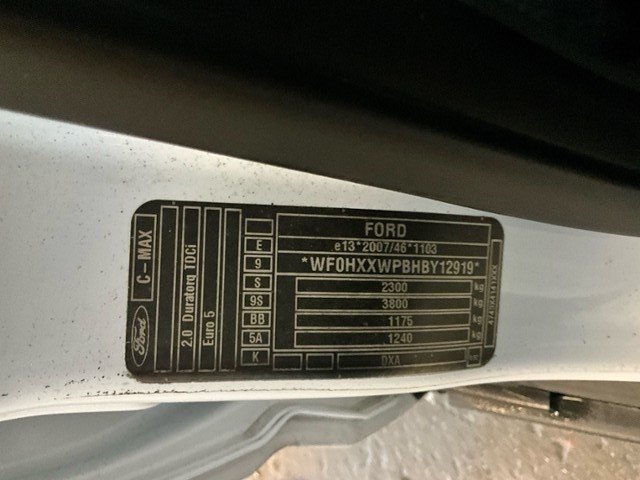 FORD
e13*2007/46*1103
*WF0HXXWPBHBY12919*
2300 kg
3800 kg
1175 kg
1240 kg
DXA
E
9
S
9S
BB
5A
K
Euro 5
2.0 Duratorq TDCi
C-MAX
Ford